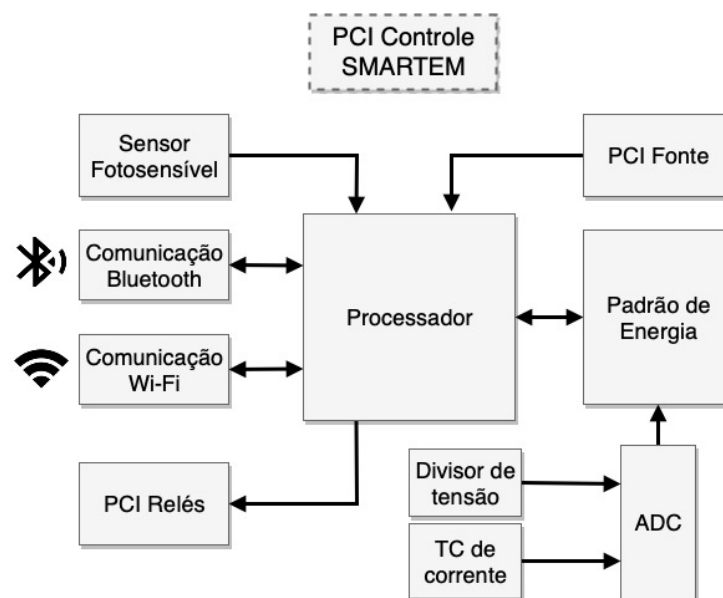 PCI Controle
SMARTEM
Sensor
Fotosensível
PCI Fonte
Comunicação
Bluetooth
Processador
Padrão de
Energia
Comunicação
Wi-Fi
PCI Relés
Divisor de
tensão
ADC
TC de
corrente